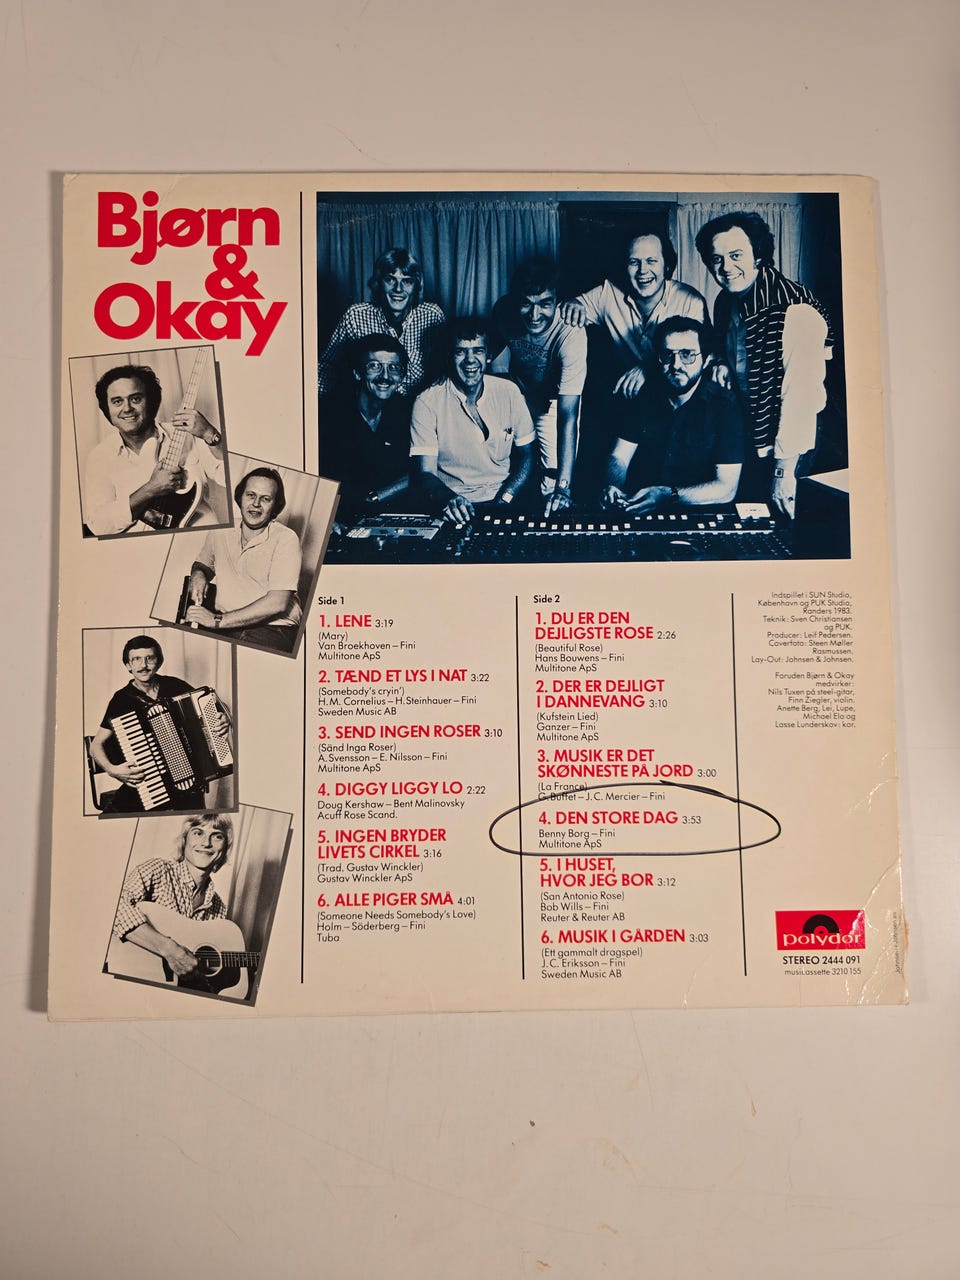 Bjørn
&
Okay
Side 1
1. LENE 3:19
(Mary)
Van Broekhoven – Fini
Multitone ApS
2. TÆND ET LYS I NAT 3:22
(Somebody's cryin')
H.M. Cornelius – H. Steinhauer – Fini
Sweden Music AB
3. SEND INGEN ROSER 3:10
(Sänd Inga Roser)
A. Svensson – E. Nilsson – Fini
Multitone ApS
4. DIGGY LIGGY LO 2:22
Doug Kershaw – Bent Malinovsky
Acuff Rose Scand.
5. INGEN BRYDER
LIVETS CIRKEL 3:16
(Trad. Gustav Winckler)
Gustav Winckler ApS
6. ALLE PIGER SMÅ 4:01
(Someone Needs Somebody's Love)
Holm – Söderberg – Fini
Tuba
Side 2
1. DU ER DEN
DEJLIGSTE ROSE 2:26
(Beautiful Rose)
Hans Bouwens – Fini
Multitone ApS
2. DER ER DEJLIGT
I DANNEVANG 3:10
(Kufstein Lied)
Ganzer – Fini
Multitone ApS
3. MUSIK ER DET
SKØNNESTE PÅ JORD 3:00
(La France)
G. Buffet – J.C. Mercier – Fini
4. DEN STORE DAG 3:53
Benny Borg – Fini
Multitone ApS
5. I HUSET,
HVOR JEG BOR 3:12
(San Antonio Rose)
Bob Wills – Fini
Reuter & Reuter AB
6. MUSIK I GÅRDEN 3:03
(Ett gammalt dragspel)
J.C. Eriksson – Fini
Sweden Music AB
Indspillet i SUN Studio,
København og PUK Studio,
Randers 1983.
Teknik: Sven Christiansen
og PUK.
Producer: Leif Pedersen.
Coverfoto: Steen Møller
Rasmussen.
Lay-Out: Johnsen & Johnsen.
Foruden Bjørn & Okay
medvirker:
Nils Tuxen på steel-gitar,
Finn Ziegler, violin.
Anette Berg, Lei, Lupe,
Michael Elo og
Lasse Lunderskov: kor.
polydor
STEREO 2444 091
musicassette 3210 155